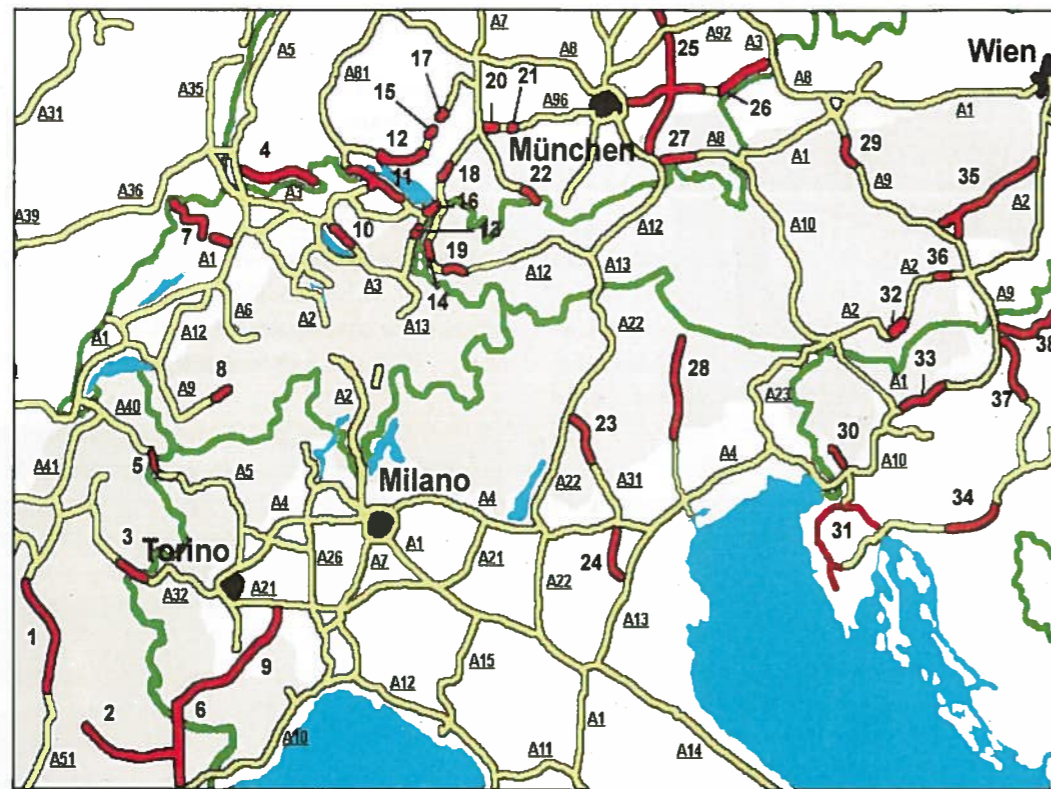 A7
A92
A5
A8
25
A3
Wien
17
A81
A35
20
21
A8
15
A96
26
A1
A31
12
München
27
A8
29
4
A1
11
18
22
A9
35
A36
A3
16
A2
A39
7
10
13
A12
A10
A1
19
A12
A13
A2
36
A3
14
A6
A2
A13
A9
A12
32
A22
A2
38
A1
33
8
A2
28
A1
A9
A23
37
A40
23
30
A41
5
A5
A4
A10
Milano
A22
A31
A4
A4
34
3
Torino
A1
31
A26
A7
A21
24
A32
A21
A22
A13
1
9
A15
2
6
A12
A1
A10
A51
A11
A14